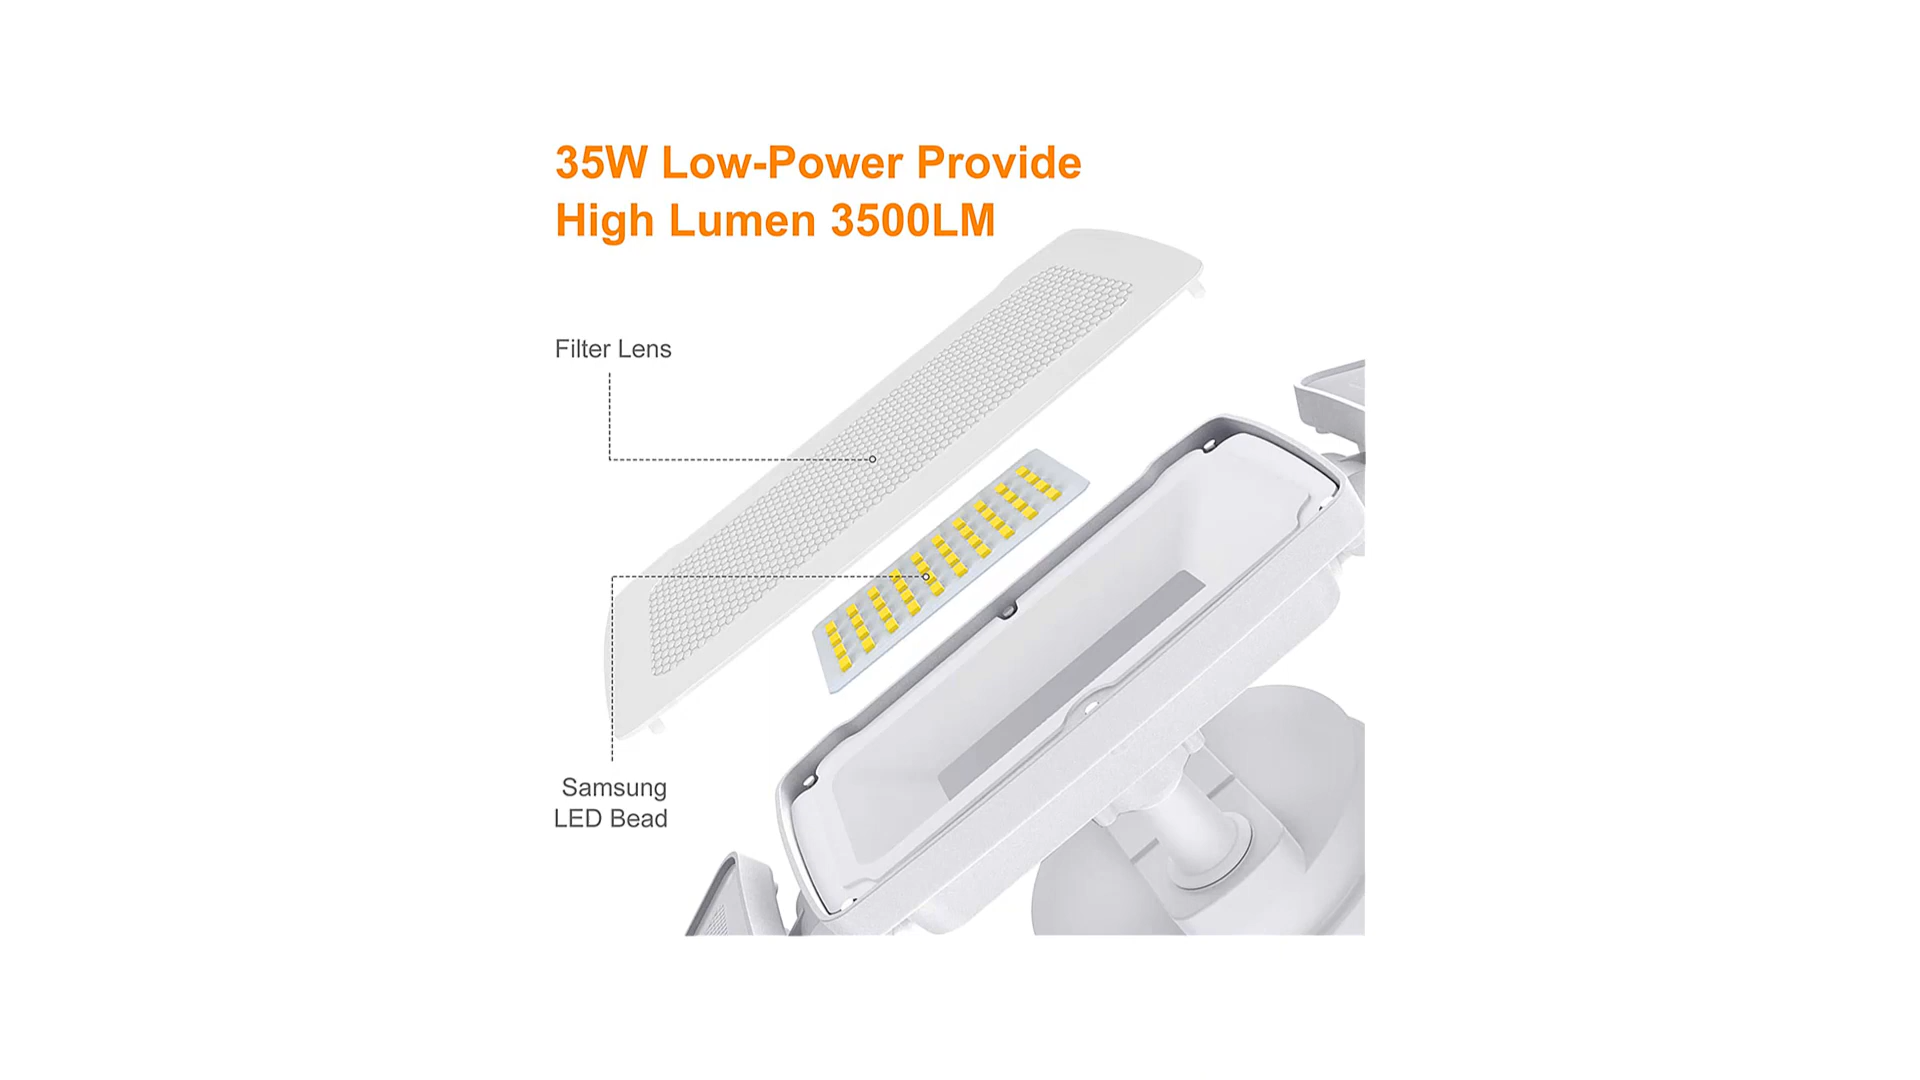 35W Low-Power Provide
High Lumen 3500LM
Filter Lens
Samsung
LED Bead